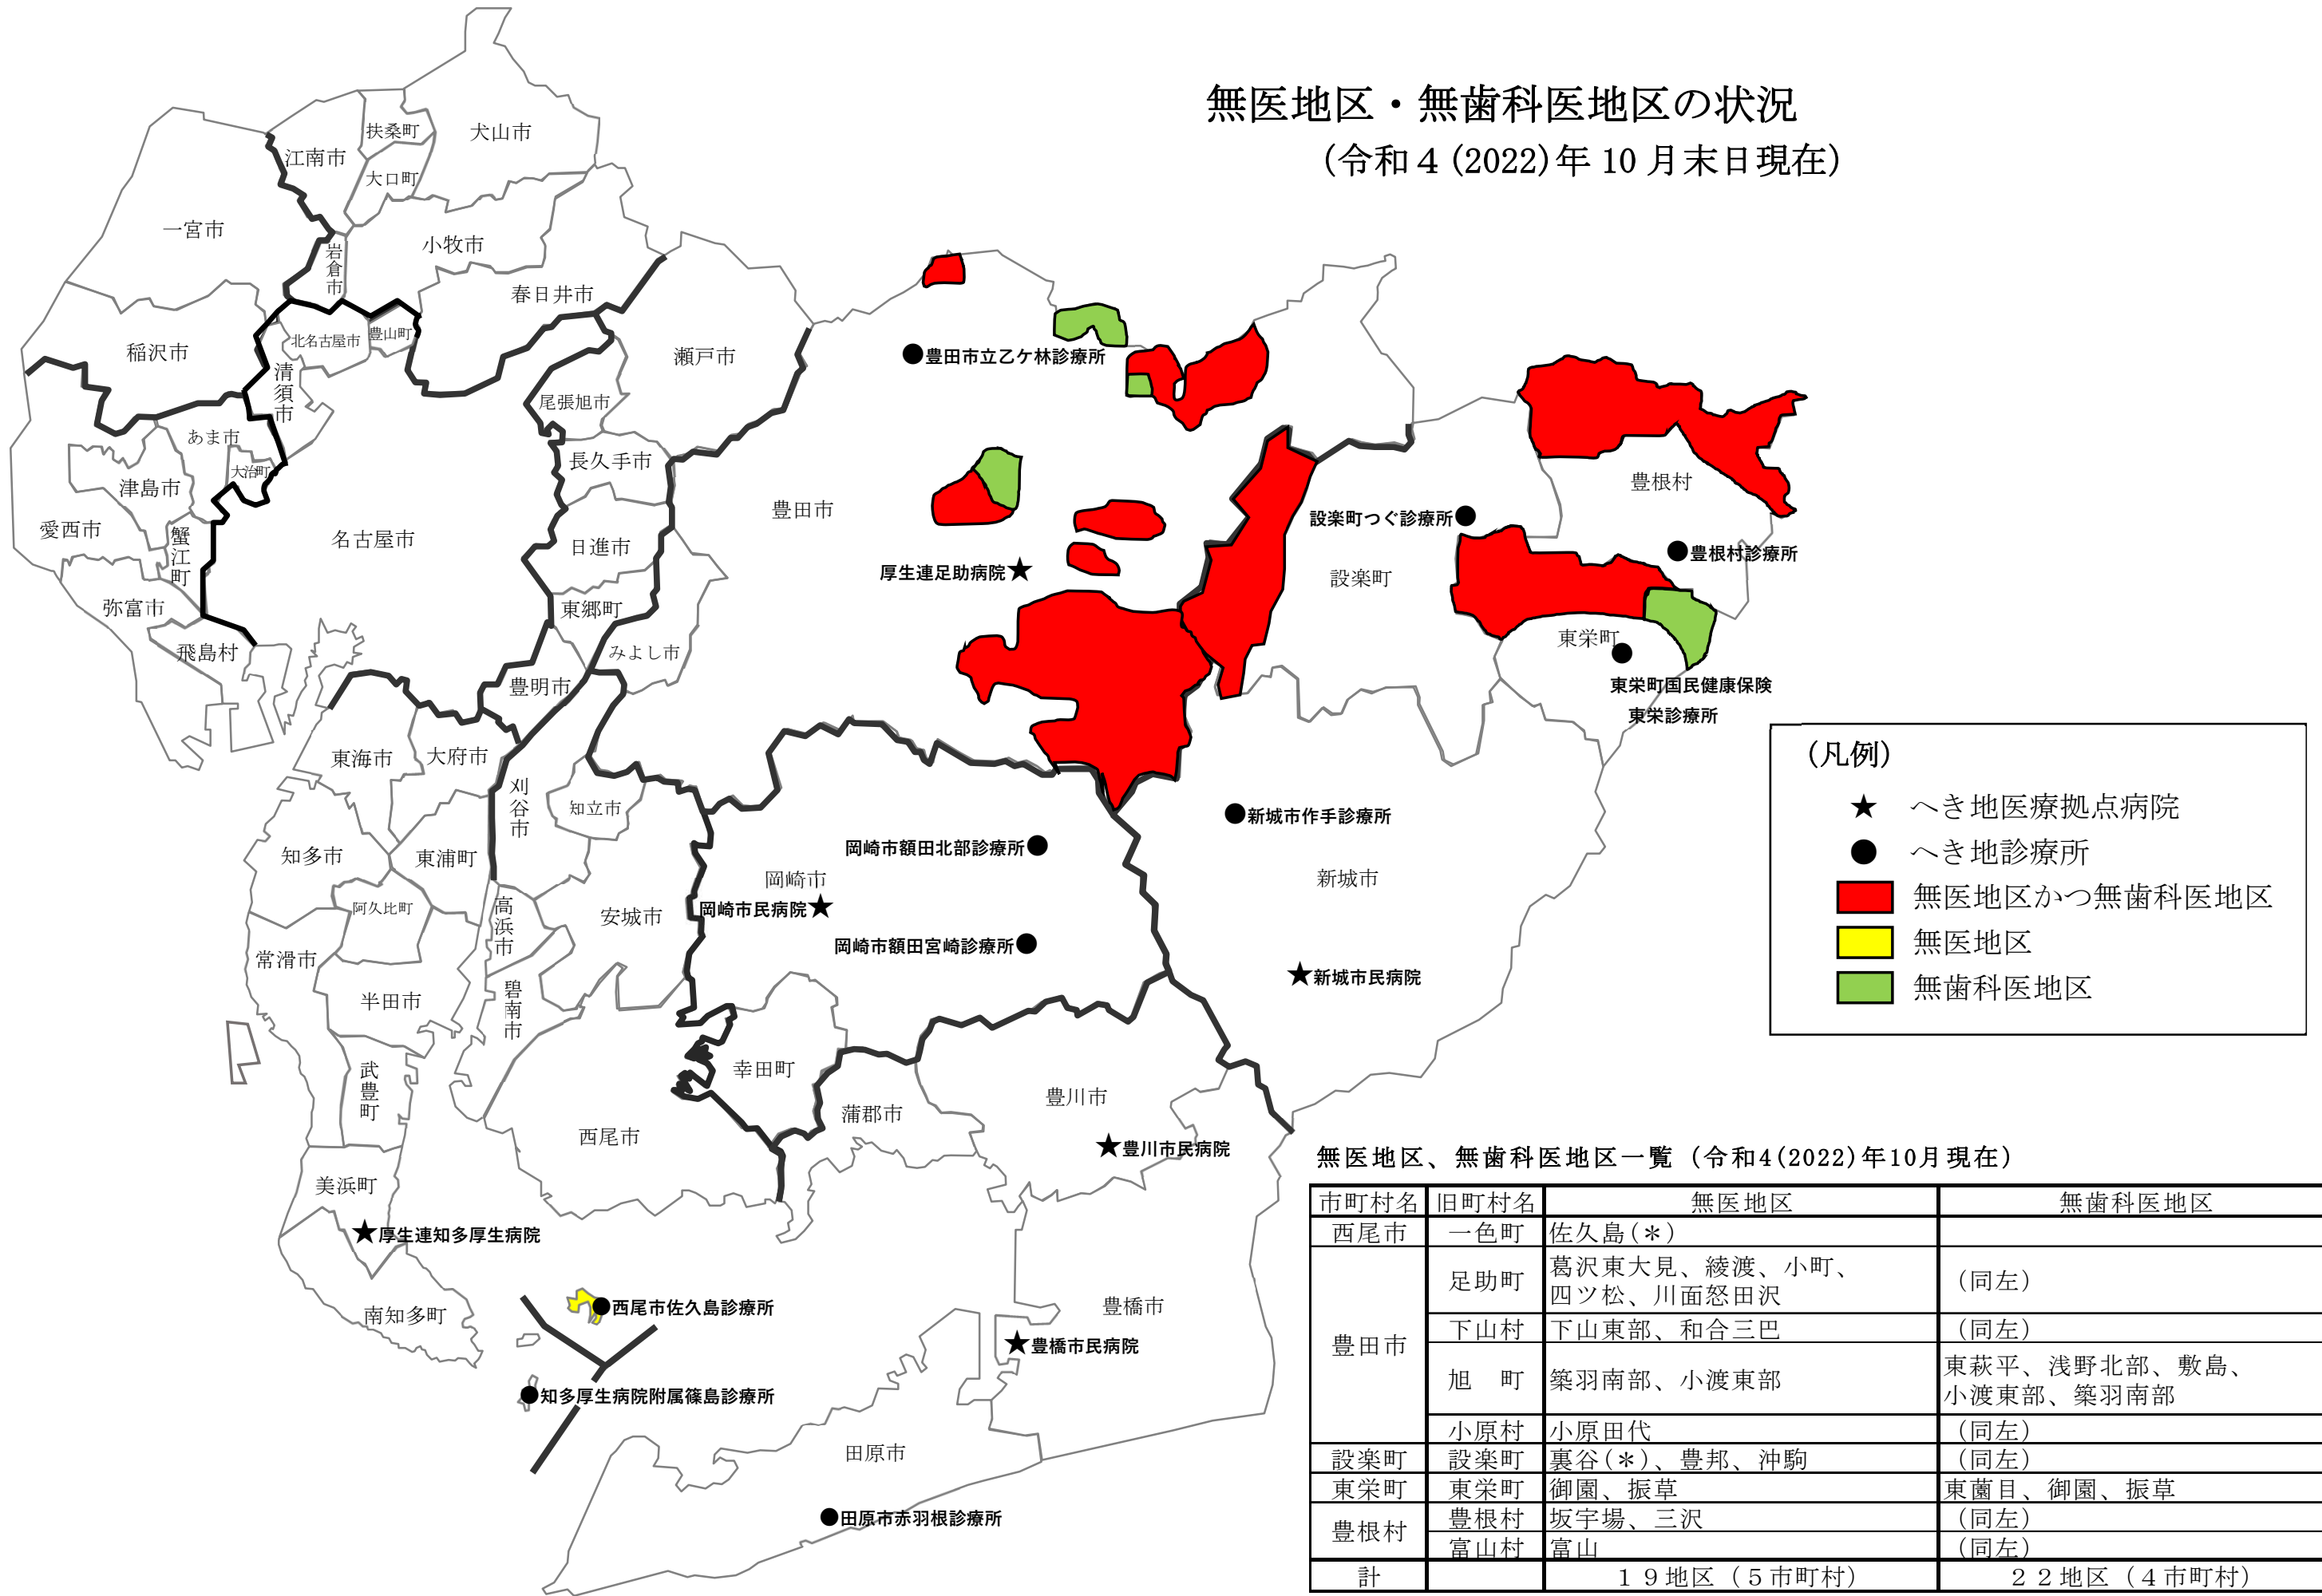 無医地区・無歯科医地区の状況
(令和４(2022)年 10 月末日現在)
犬山市
扶桑町
江南市
大口町
一宮市
小牧市
岩倉市
春日井市
北名古屋市
豊山町
稲沢市
清須市
瀬戸市
尾張旭市
豊田市立乙ケ林診療所
あま市
長久手市
大治町
津島市
豊田市
豊根村
愛西市
蟹江町
名古屋市
日進市
設楽町つぐ診療所
豊根村診療所
厚生連足助病院
設楽町
弥富市
東郷町
飛島村
みよし市
東栄町
豊明市
東栄町国民健康保険
東栄診療所
東海市
大府市
刈谷市
知立市
(凡例)
★ へき地医療拠点病院
● へき地診療所
無医地区かつ無歯科医地区
無医地区
無歯科医地区
新城市作手診療所
岡崎市額田北部診療所
知多市
東浦町
岡崎市
新城市
阿久比町
高浜市
安城市
岡崎市民病院
岡崎市額田宮崎診療所
常滑市
新城市民病院
半田市
碧南市
武豊町
幸田町
豊川市
蒲郡市
西尾市
豊川市民病院
美浜町
厚生連知多厚生病院
南知多町
西尾市佐久島診療所
豊橋市
豊橋市民病院
知多厚生病院附属篠島診療所
田原市
田原市赤羽根診療所
無医地区、無歯科医地区一覧（令和4(2022)年10月現在）
市町村名 旧町村名 無医地区 無歯科医地区
西尾市 一色町 佐久島(＊)
豊田市
足助町 葛沢東大見、綾渡、小町、
四ツ松、川面怒田沢 （同左）
下山村 下山東部、和合三巴 （同左）
旭　町 築羽南部、小渡東部 東萩平、浅野北部、敷島、
小渡東部、築羽南部
小原村 小原田代 （同左）
設楽町 設楽町 裏谷(＊)、豊邦、沖駒 （同左）
東栄町 東栄町 御園、振草 東薗目、御園、振草
豊根村
豊根村 坂宇場、三沢 （同左）
富山村 富山 （同左）
計 １９地区（５市町村） ２２地区（４市町村）